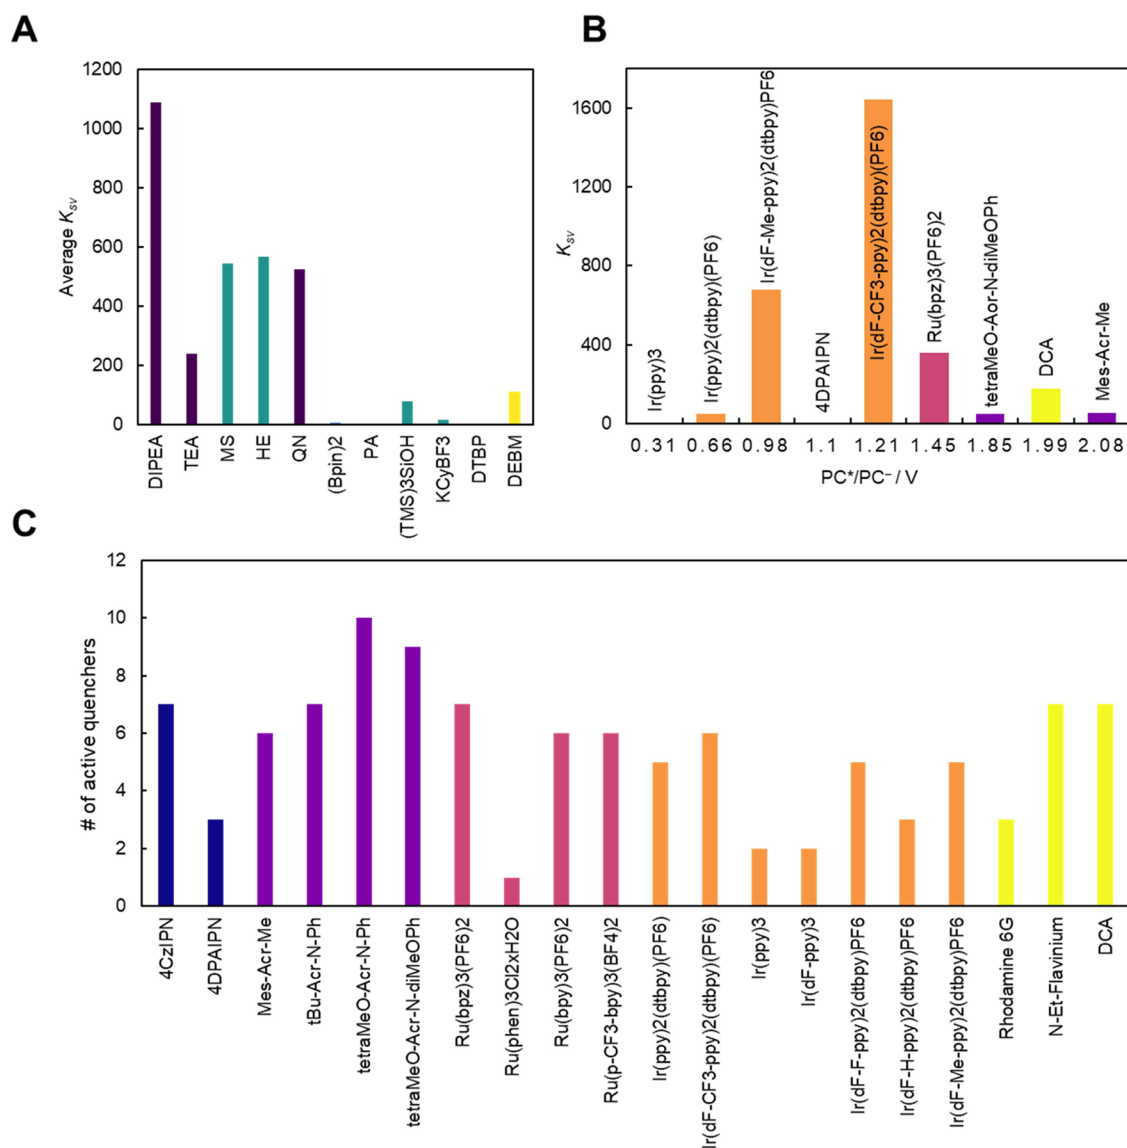 A
1200
1000
800
600
400
200
0
Average Ksv
DIPEA
TEA
MS
HE
QN
(Bpin)2
PA
(TMS)3SiOH
KCyBF3
DTBP
DEBM
B
1600
1200
800
400
0
Ksv
Ir(ppy)3
Ir(ppy)2(dtbpy)(PF6)
Ir(dF-Me-ppy)2(dtbpy)PF6
4DPAIPN
Ir(dF-CF3-ppy)2(dtbpy)(PF6)
Ru(bpz)3(PF6)2
tetraMeO-Aor-N-diMeOPh
DCA
Mes-Acr-Me
0.31 0.66 0.98 1.1 1.21 1.45 1.85 1.99 2.08
PC*/PC⁻ / V
C
12
10
8
6
4
2
0
# of active quenchers
4CzIPN
4DPAIPN
Mes-Acr-Me
tBu-Acr-N-Ph
tetraMeO-Acr-N-Ph
tetraMeO-Acr-N-diMeOPh
Ru(bpz)3(PF6)2
Ru(phen)3Cl2xH2O
Ru(bpy)3(PF6)2
Ru(p-CF3-bpy)3(BF4)2
Ir(ppy)2(dtbpy)(PF6)
Ir(dF-CF3-ppy)2(dtbpy)(PF6)
Ir(ppy)3
Ir(dF-ppy)3
Ir(dF-F-ppy)2(dtbpy)PF6
Ir(dF-H-ppy)2(dtbpy)PF6
Ir(dF-Me-ppy)2(dtbpy)PF6
Rhodamine 6G
N-Et-Flavinium
DCA